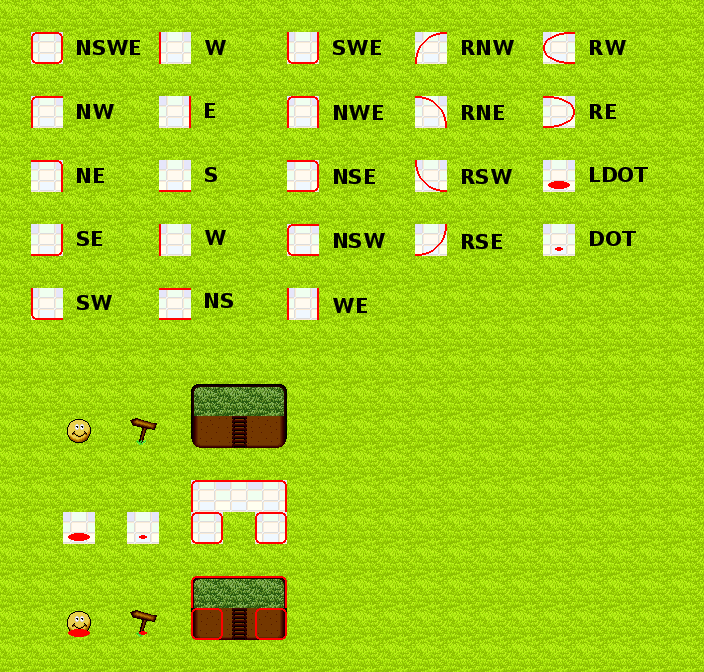 NSWE W SWE RNW RW
NW E NWE RNE RE
NE S NSE RSW LDOT
SE W NSW RSE DOT
SW NS WE